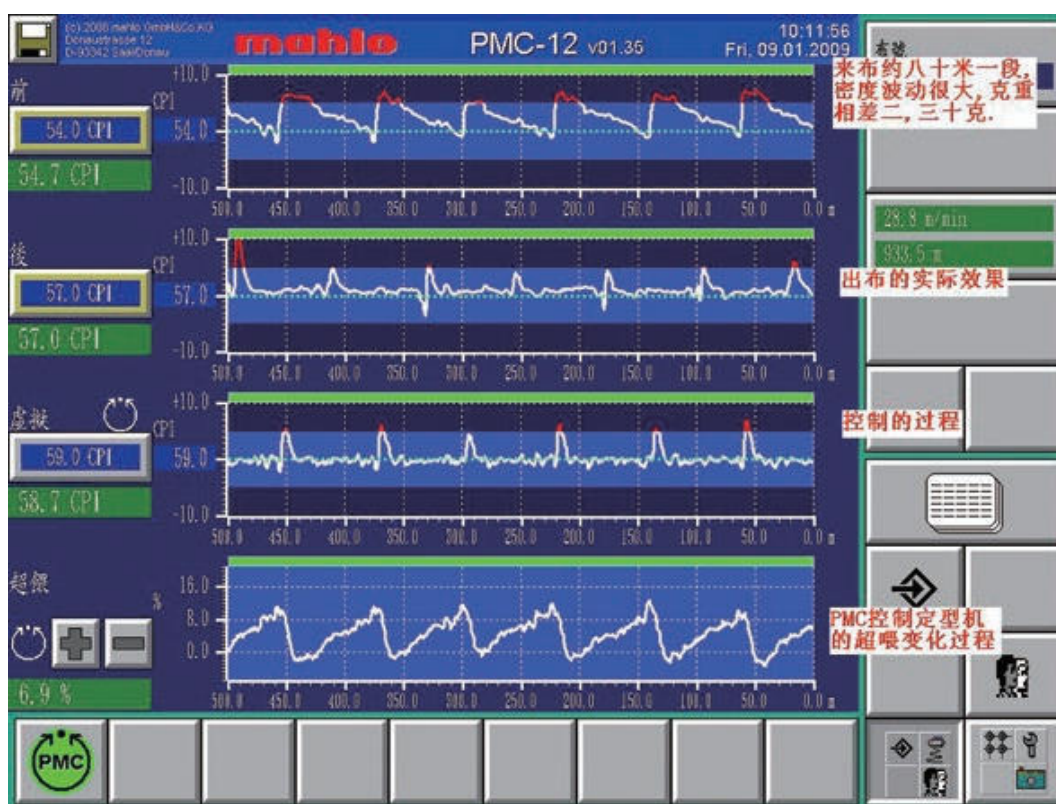 (c) 2008 mahlo GmbH&Co.KG
Donaustrasse 12
D-93342 Saal/Donau
mahlo
PMC-12 v01.35
10:11:56
Fri, 09.01.2009
右號
来布约八十米一段,
密度波动很大, 克重
相差二, 三十克.
前
CPI
+10.0
54.0 CPI
54.0
54.7 CPI
-10.0
500.0 450.0 400.0 350.0 300.0 250.0 200.0 150.0 100.0 50.0 0.0 m
28.8 m/min
933.5 m
出布的实际效果
後
CPI
+10.0
57.0 CPI
57.0
57.0 CPI
-10.0
500.0 450.0 400.0 350.0 300.0 250.0 200.0 150.0 100.0 50.0 0.0 m
控制的过程
虚擬
CPI
+10.0
59.0 CPI
59.0
58.7 CPI
-10.0
500.0 450.0 400.0 350.0 300.0 250.0 200.0 150.0 100.0 50.0 0.0 m
超餵
%
16.0
8.0
0.0
6.9 %
500.0 450.0 400.0 350.0 300.0 250.0 200.0 150.0 100.0 50.0 0.0 m
PMC控制定型机
的超喂变化过程
PMC